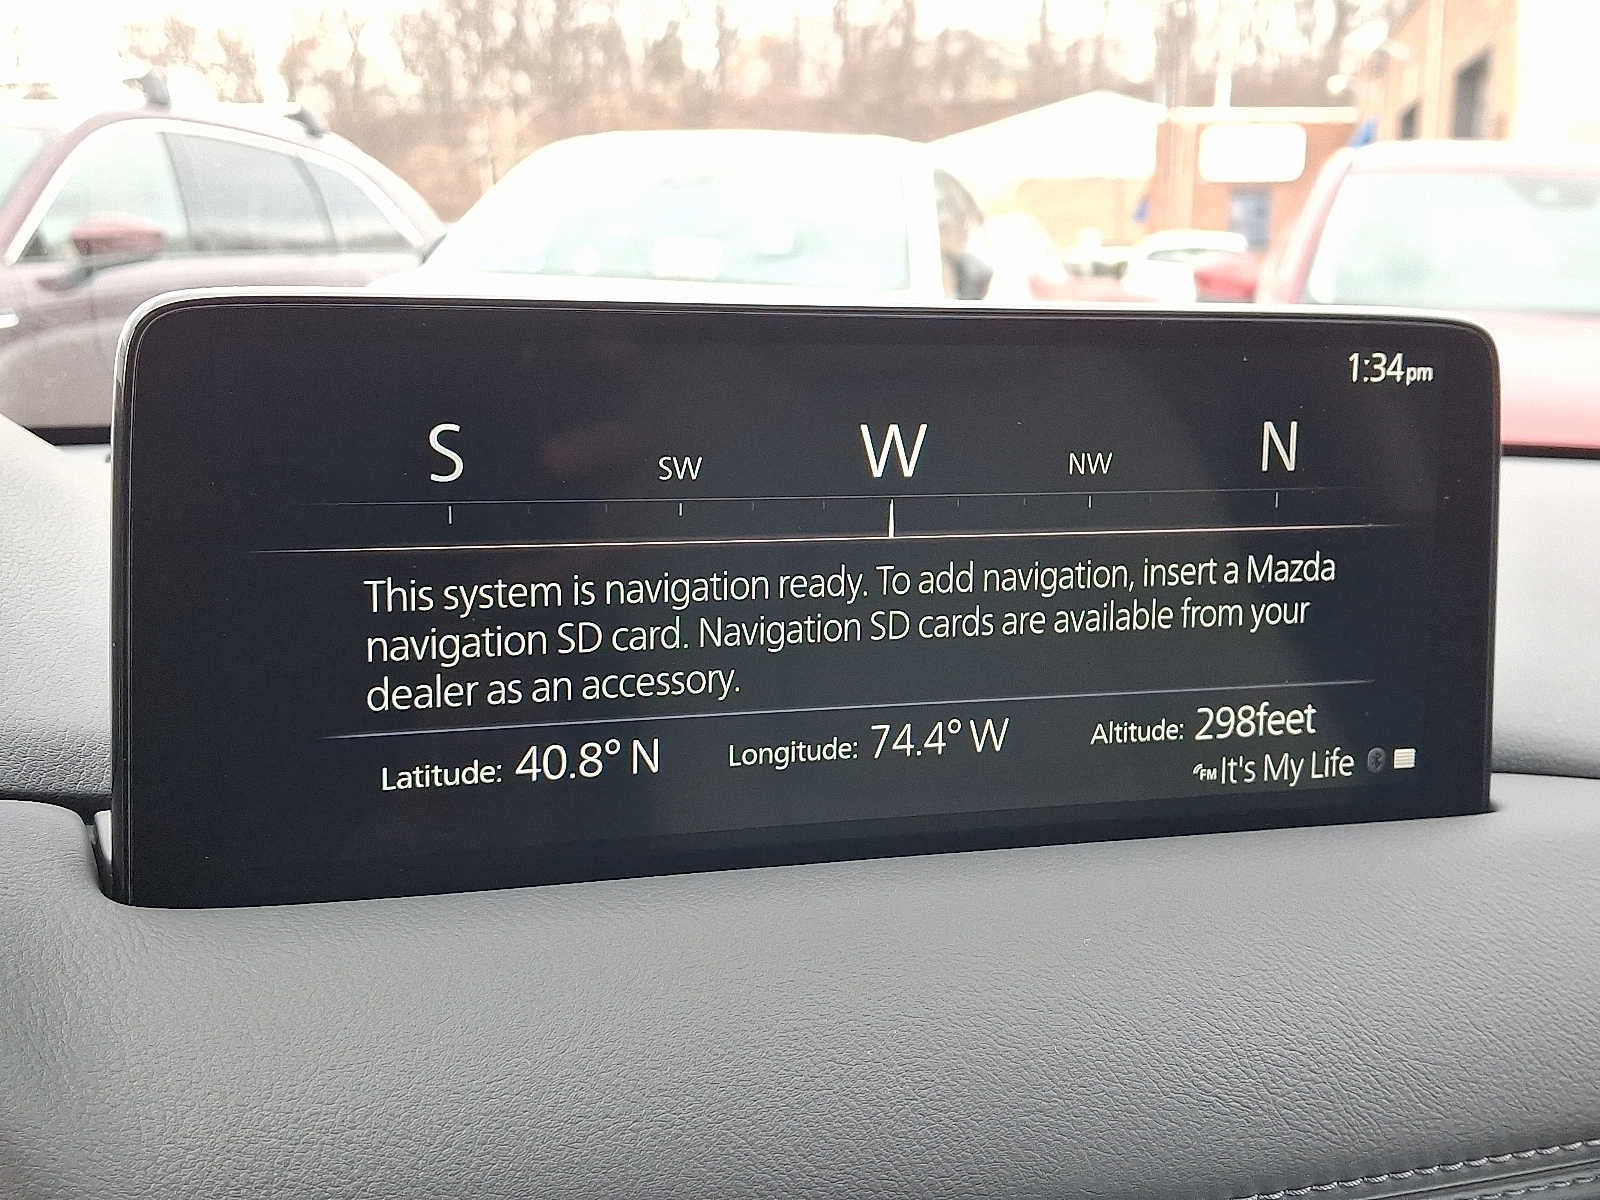 1:34pm
S SW W NW N
This system is navigation ready. To add navigation, insert a Mazda
navigation SD card. Navigation SD cards are available from your
dealer as an accessory.
Latitude: 40.8° N Longitude: 74.4° W Altitude: 298feet
FM It's My Life